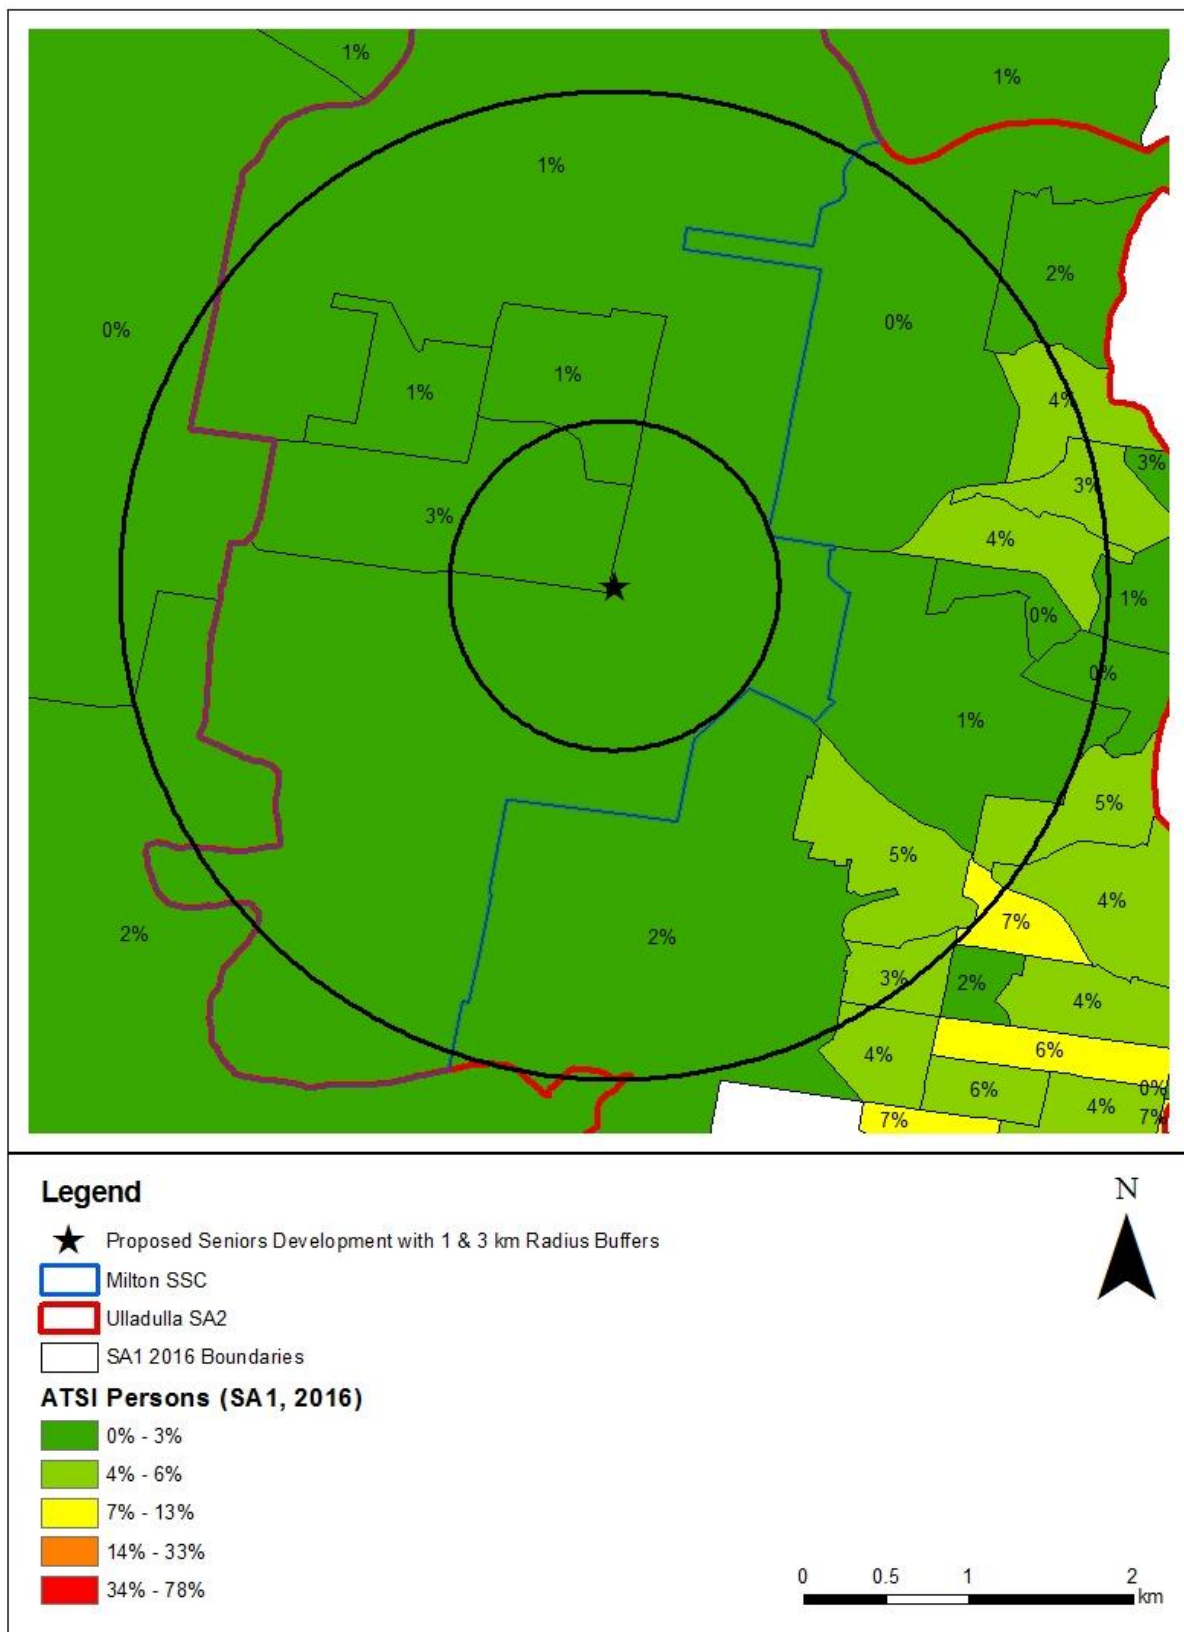 1%
1%
1%
2%
0%
0%
1%
1%
4%
3%
3%
3%
4%
1%
0%
0%
1%
5%
5%
4%
7%
2%
2%
3%
2%
4%
4%
6%
6%
0%
4%
7%
7%
Legend
N
Proposed Seniors Development with 1 & 3 km Radius Buffers
Milton SSC
Ulladulla SA2
SA1 2016 Boundaries
ATSI Persons (SA1, 2016)
0% - 3%
4% - 6%
7% - 13%
14% - 33%
34% - 78%
0 0.5 1 2
km